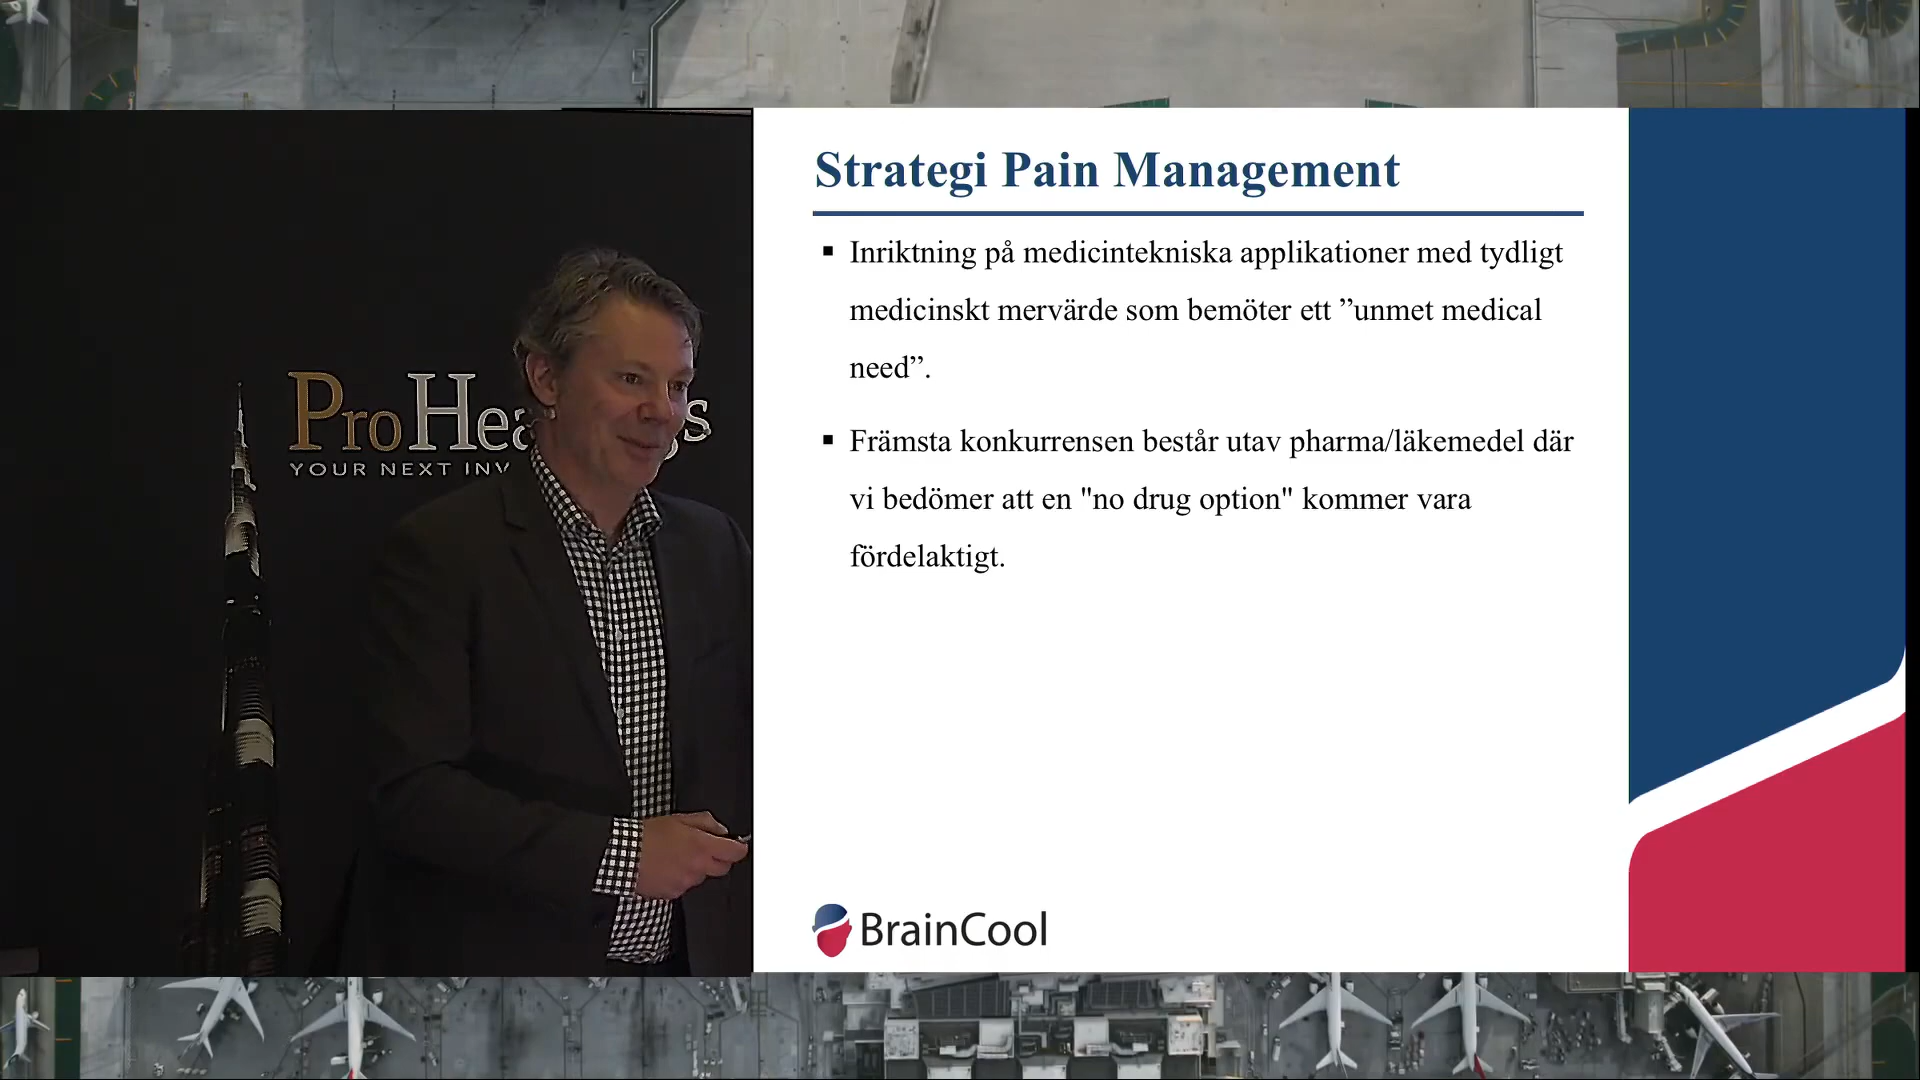 ProHea s
YOUR NEXT INV
Strategi Pain Management
▪ Inriktning på medicintekniska applikationer med tydligt
medicinskt mervärde som bemöter ett ”unmet medical
need”.
▪ Främsta konkurrensen består utav pharma/läkemedel där
vi bedömer att en "no drug option" kommer vara
fördelaktigt.
BrainCool